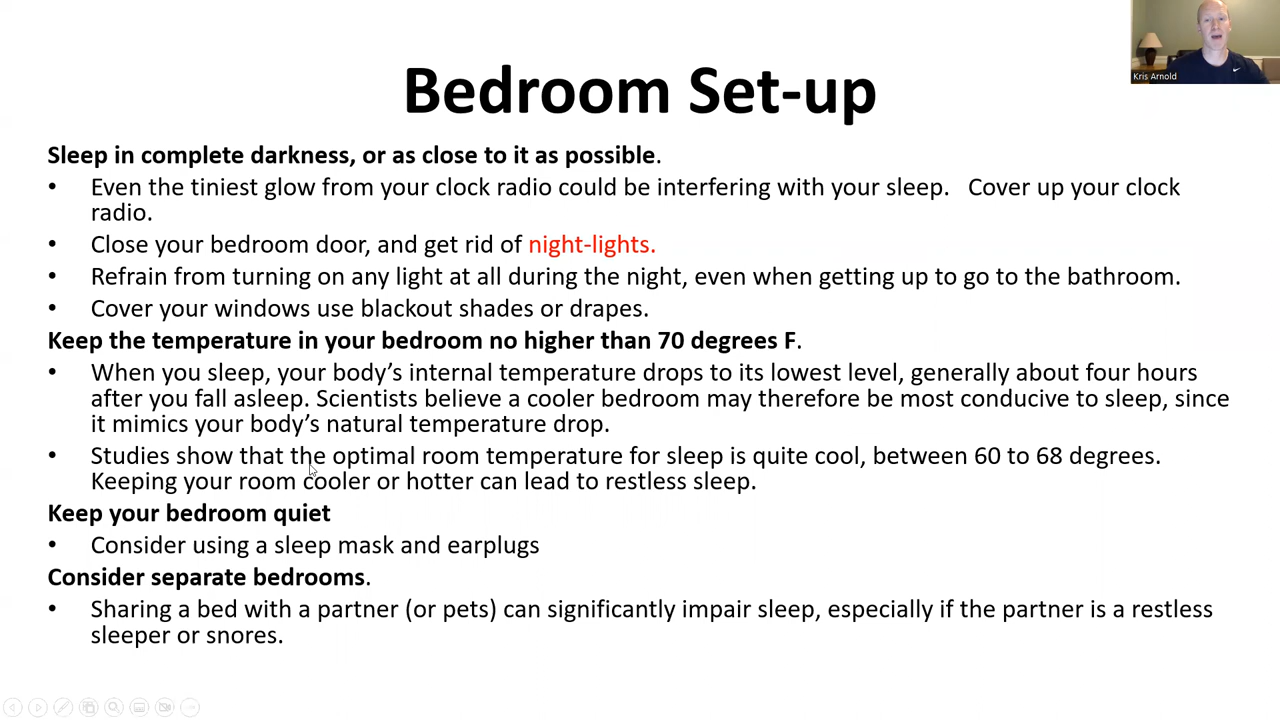 Kris Arnold
Bedroom Set-up
Sleep in complete darkness, or as close to it as possible.
• Even the tiniest glow from your clock radio could be interfering with your sleep.   Cover up your clock
radio.
• Close your bedroom door, and get rid of night-lights.
• Refrain from turning on any light at all during the night, even when getting up to go to the bathroom.
• Cover your windows use blackout shades or drapes.
Keep the temperature in your bedroom no higher than 70 degrees F.
• When you sleep, your body’s internal temperature drops to its lowest level, generally about four hours
after you fall asleep. Scientists believe a cooler bedroom may therefore be most conducive to sleep, since
it mimics your body’s natural temperature drop.
• Studies show that the optimal room temperature for sleep is quite cool, between 60 to 68 degrees.
Keeping your room cooler or hotter can lead to restless sleep.
Keep your bedroom quiet
• Consider using a sleep mask and earplugs
Consider separate bedrooms.
• Sharing a bed with a partner (or pets) can significantly impair sleep, especially if the partner is a restless
sleeper or snores.